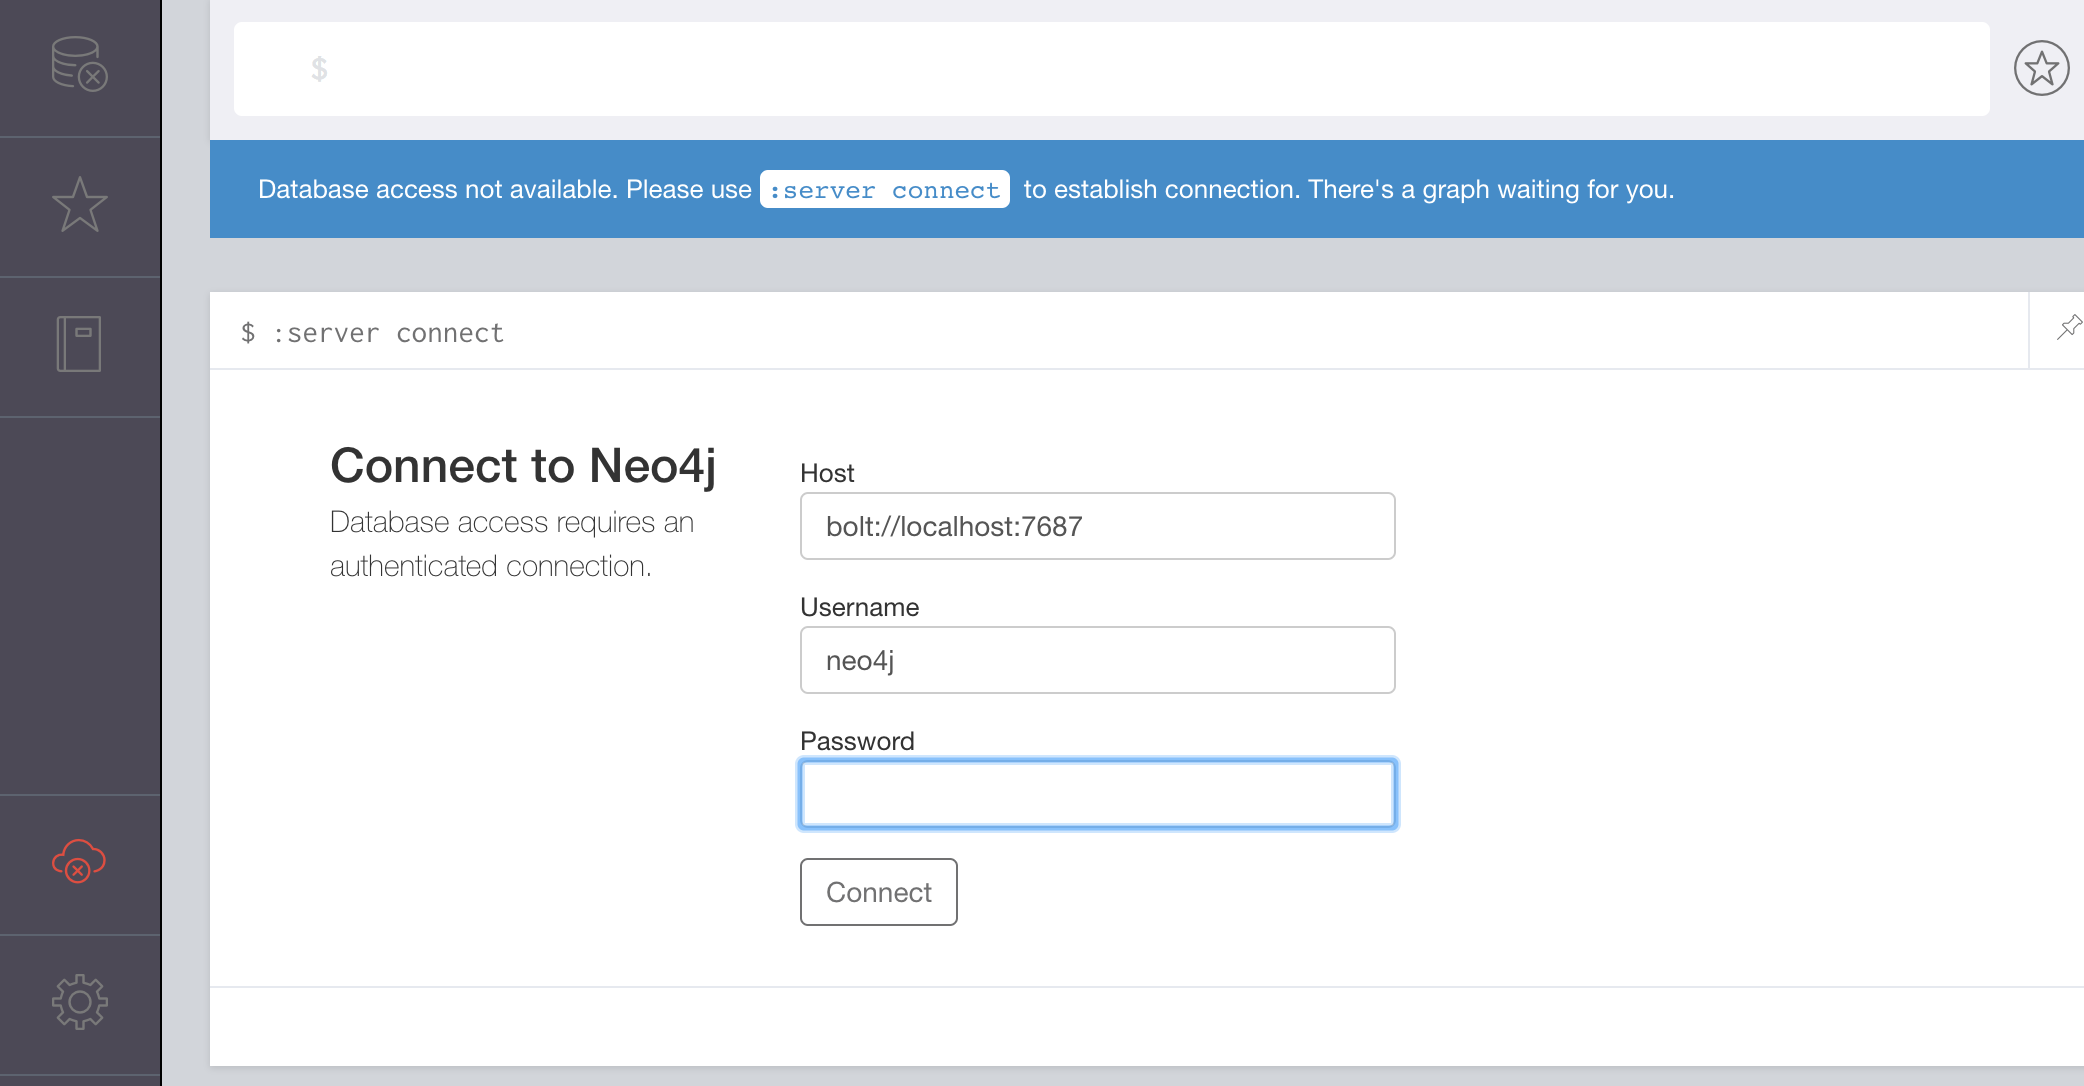 $
Database access not available. Please use :server connect to establish connection. There's a graph waiting for you.
$ :server connect
Connect to Neo4j
Database access requires an
authenticated connection.
Host
bolt://localhost:7687
Username
neo4j
Password
Connect